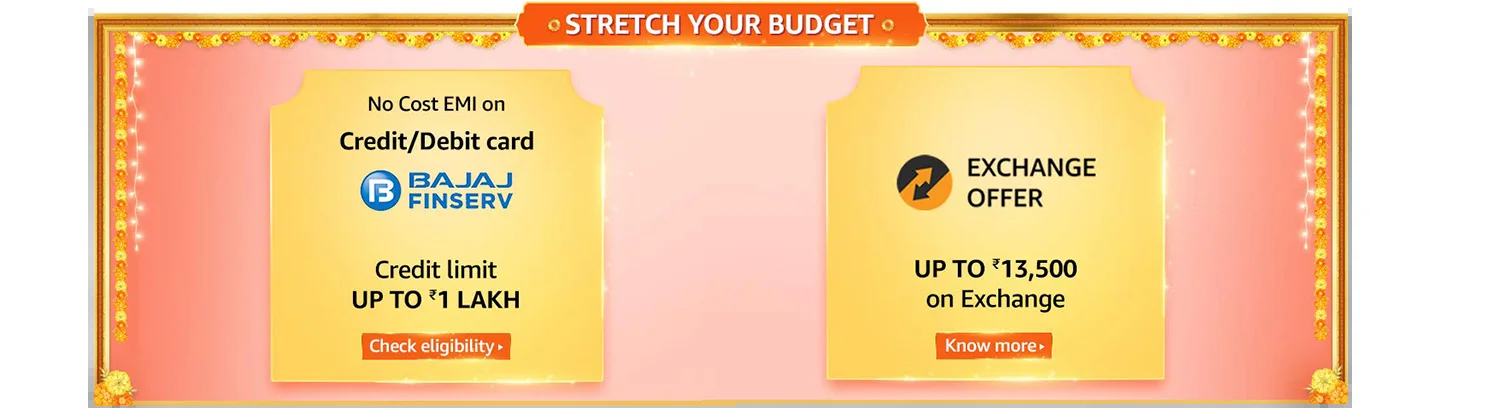 STRETCH YOUR BUDGET
No Cost EMI on
Credit/Debit card
BAJAJ
FINSERV
Credit limit
UP TO ₹1 LAKH
Check eligibility
EXCHANGE
OFFER
UP TO ₹13,500
on Exchange
Know more